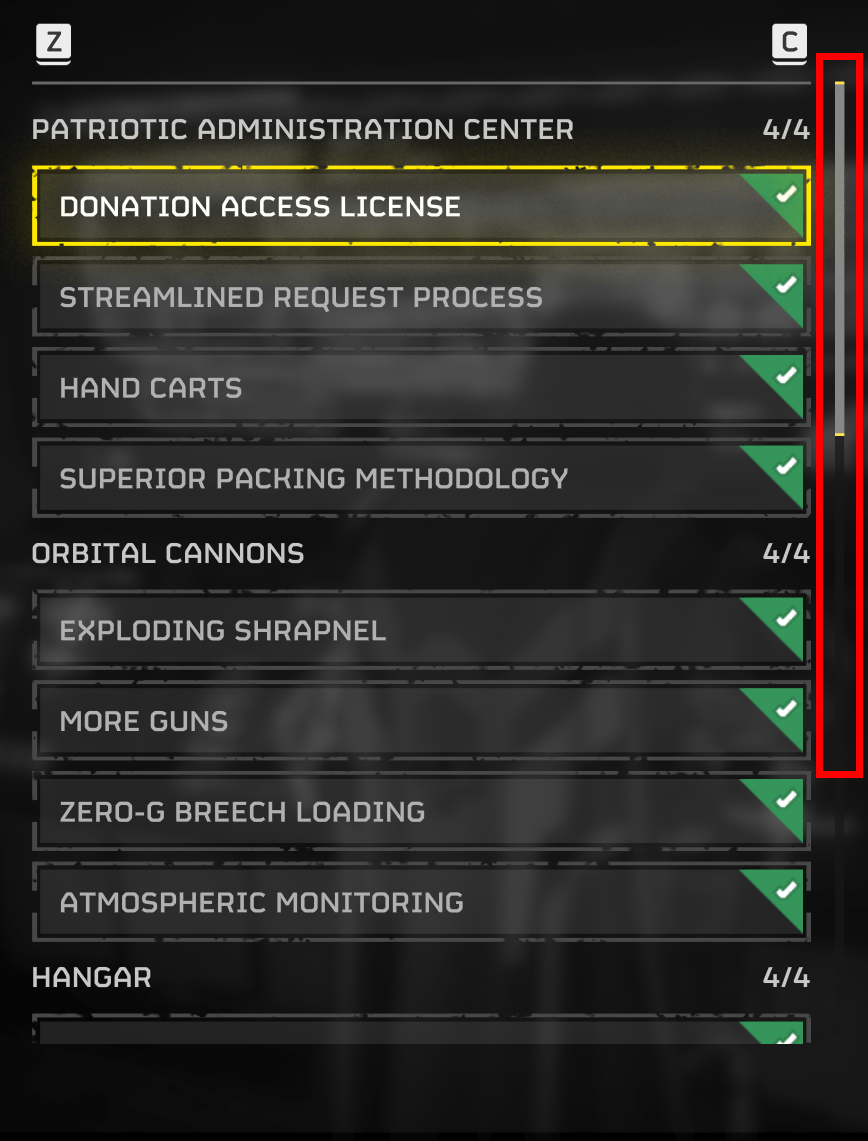 Z
C
PATRIOTIC ADMINISTRATION CENTER 4/4
DONATION ACCESS LICENSE
STREAMLINED REQUEST PROCESS
HAND CARTS
SUPERIOR PACKING METHODOLOGY
ORBITAL CANNONS 4/4
EXPLODING SHRAPNEL
MORE GUNS
ZERO-G BREECH LOADING
ATMOSPHERIC MONITORING
HANGAR 4/4